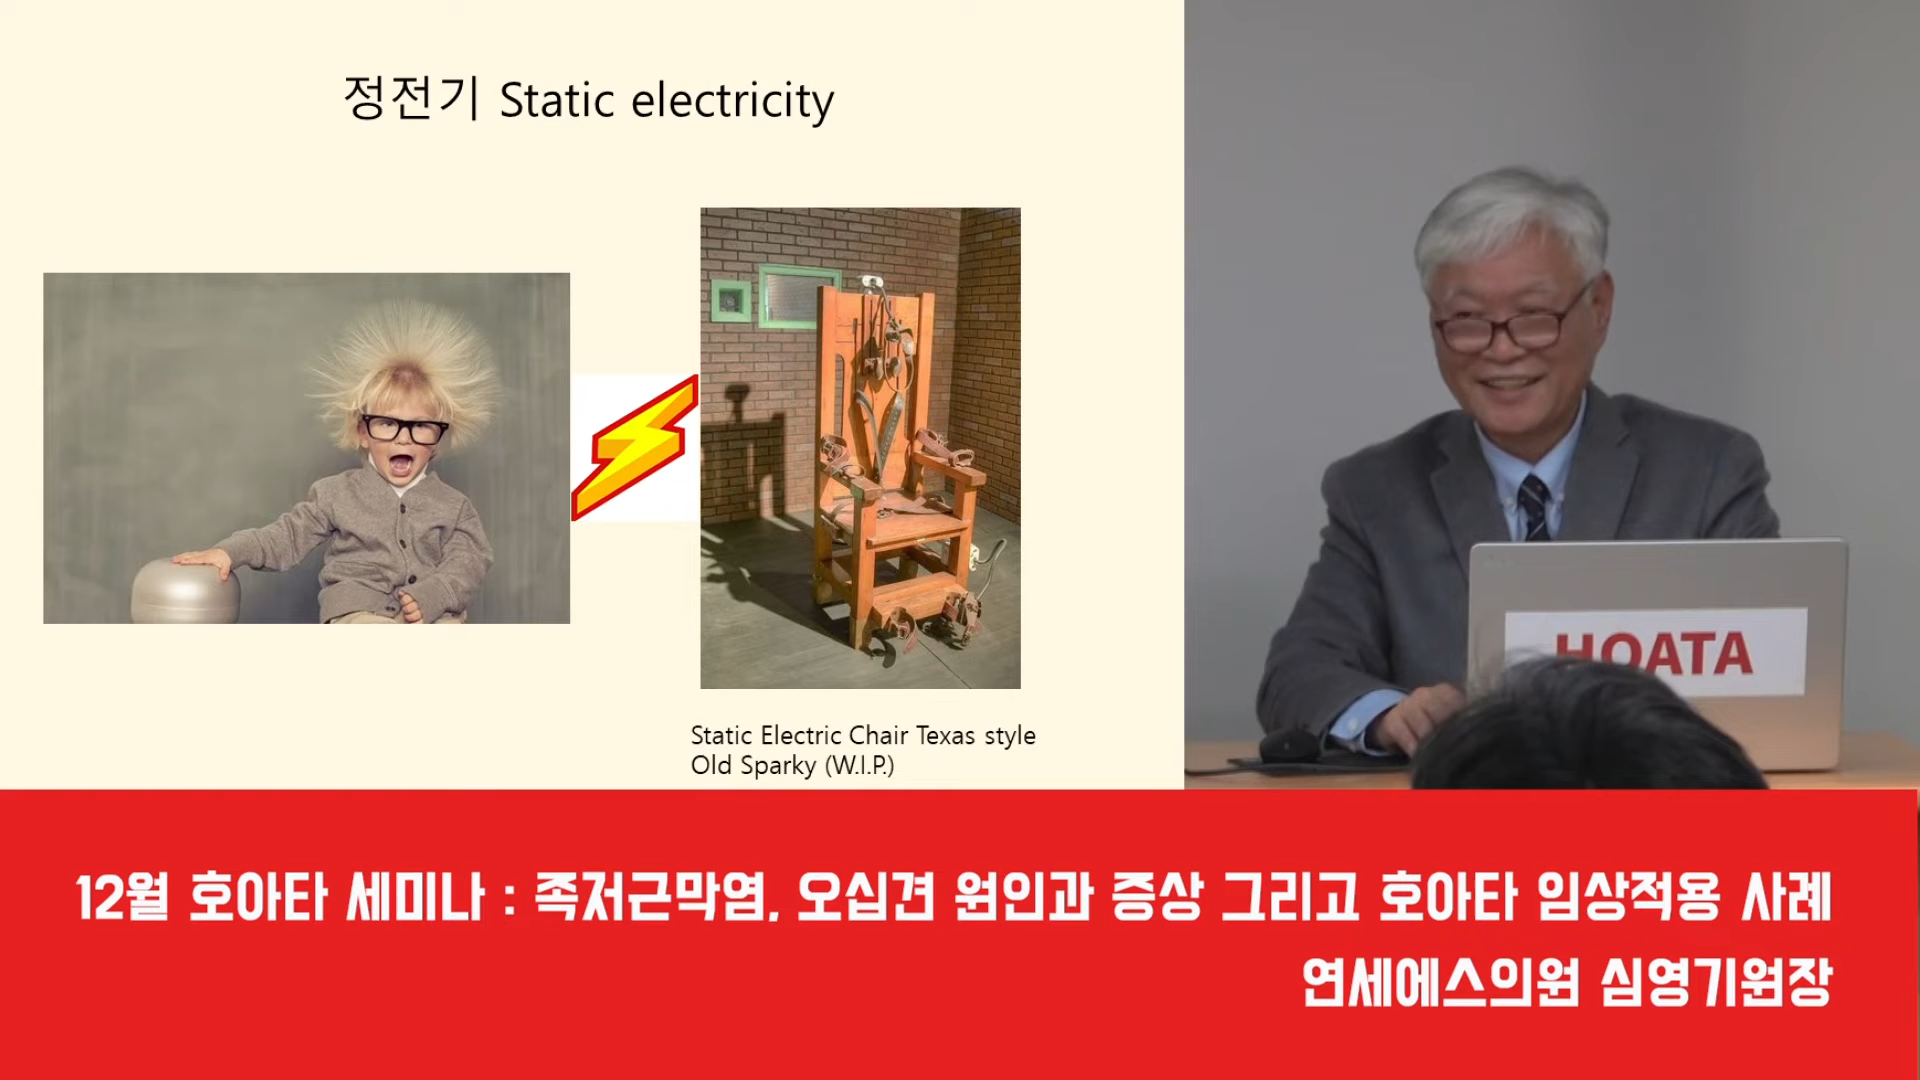 정전기 Static electricity
Static Electric Chair Texas style
Old Sparky (W.I.P.)
HOATA
12월 호아타 세미나 : 족저근막염, 오십견 원인과 증상 그리고 호아타 임상적용 사례
연세에스의원 심영기원장